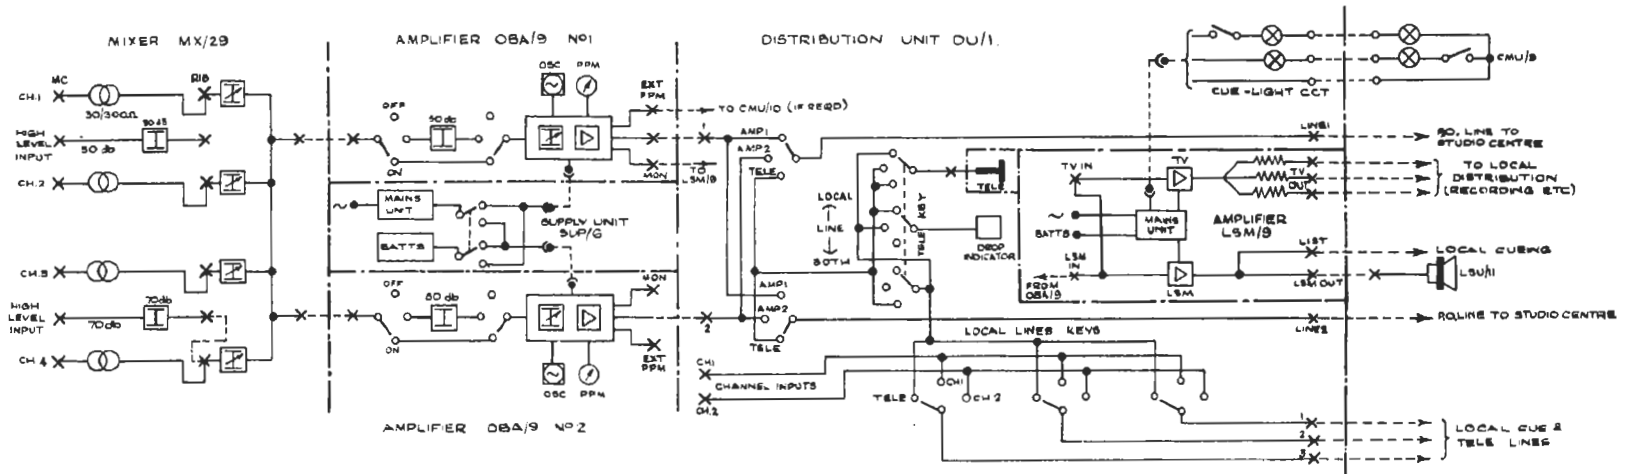 MIXER MX/29
MC
RIB
CH.1
30/300Ω
HIGH
LEVEL
INPUT
50 db
CH.2
CH.3
HIGH
LEVEL
INPUT
70db
70db
CH.4
AMPLIFIER OBA/9 Nº1
OSC
PPM
EXT
PPM
OFF
50 db
ON
MON
TO
LSM/9
MAINS
UNIT
BATTS
SUPPLY UNIT
SUP/6
MON
OFF
50 db
ON
EXT
PPM
OSC
PPM
AMPLIFIER OBA/9 Nº2
DISTRIBUTION UNIT DU/1.
TO CMU/10 (IF REQD)
1
AMP1
AMP2
TELE
LOCAL
LINE
BOTH
TELE KEY
TELE
DROP
INDICATOR
AMP1
AMP2
TELE
2
LOCAL LINES KEYS
CH1
CHANNEL INPUTS
CH.2
TELE
CH1
CH.2
CUE-LIGHT CCT
CMU/9
LINE1
P.O. LINE TO
STUDIO CENTRE
TV IN
TV
TV
OUT
TO LOCAL
DISTRIBUTION
(RECORDING ETC)
BATTS
MAINS
UNIT
AMPLIFIER
LSM/9
LSM
IN
FROM
OBA/9
LSM
LIST
LOCAL CUEING
LSM OUT
LSU/11
LINE2
P.O. LINE TO STUDIO CENTRE
1
2
3
LOCAL CUE &
TELE LINES